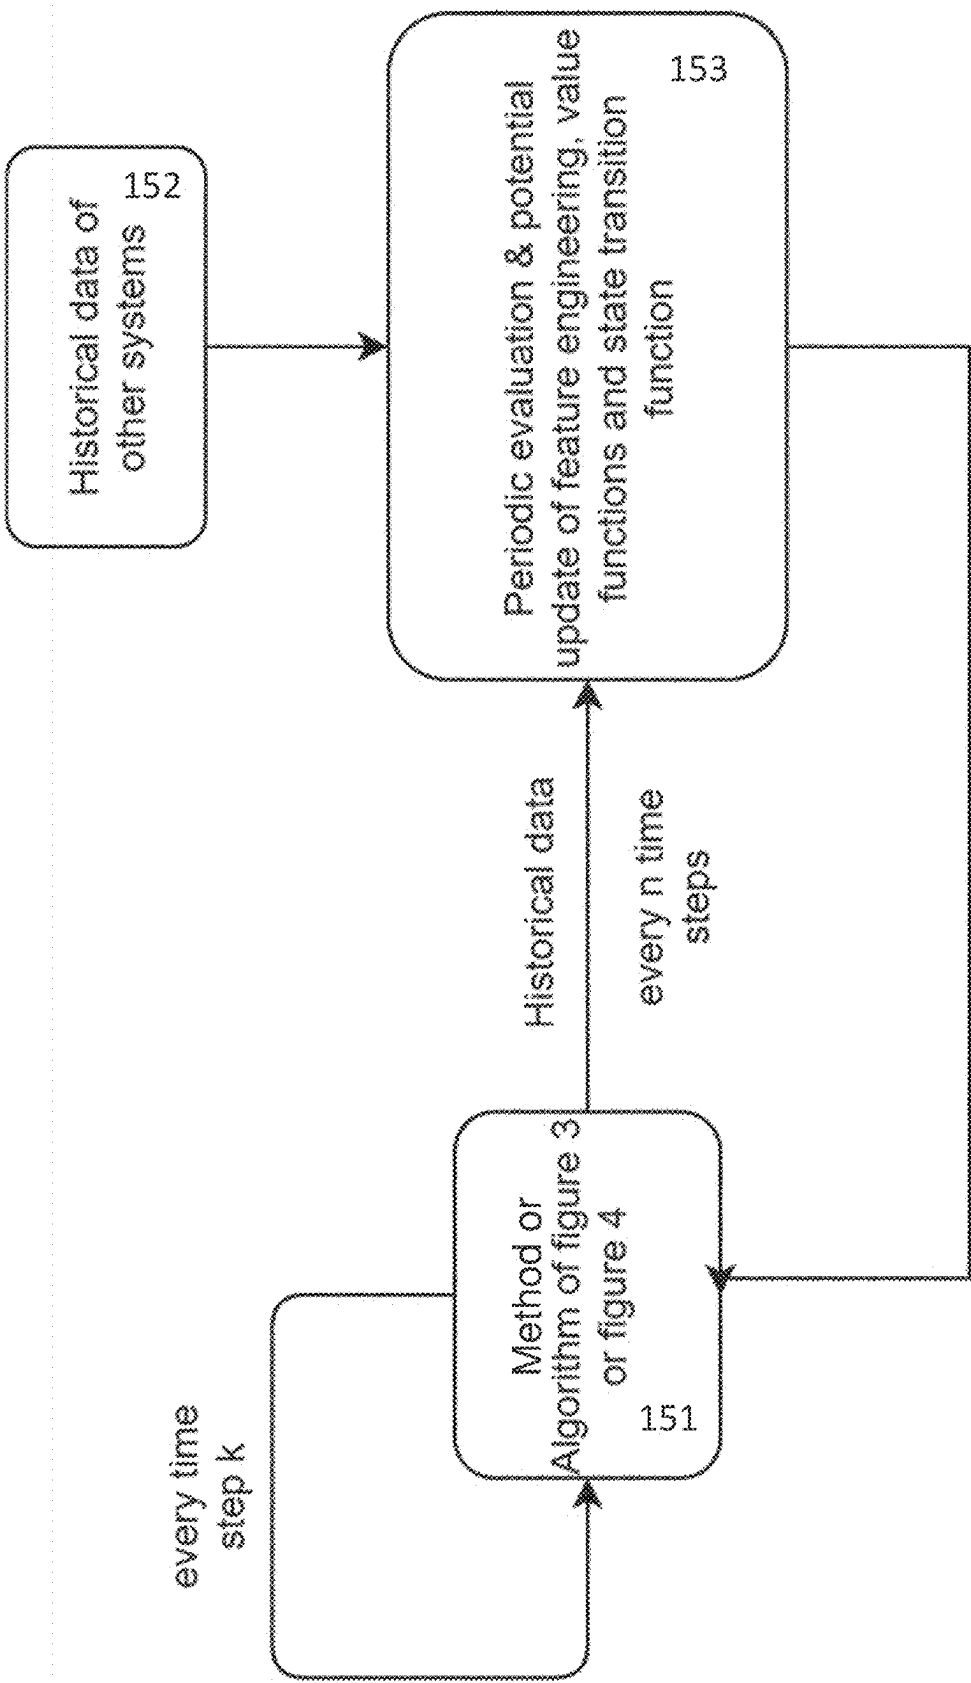 every time
step k
Method or
Algorithm of figure 3
or figure 4
151
Historical data
every n time
steps
Historical data of
other systems
152
Periodic evaluation & potential
update of feature engineering, value
functions and state transition
function
153